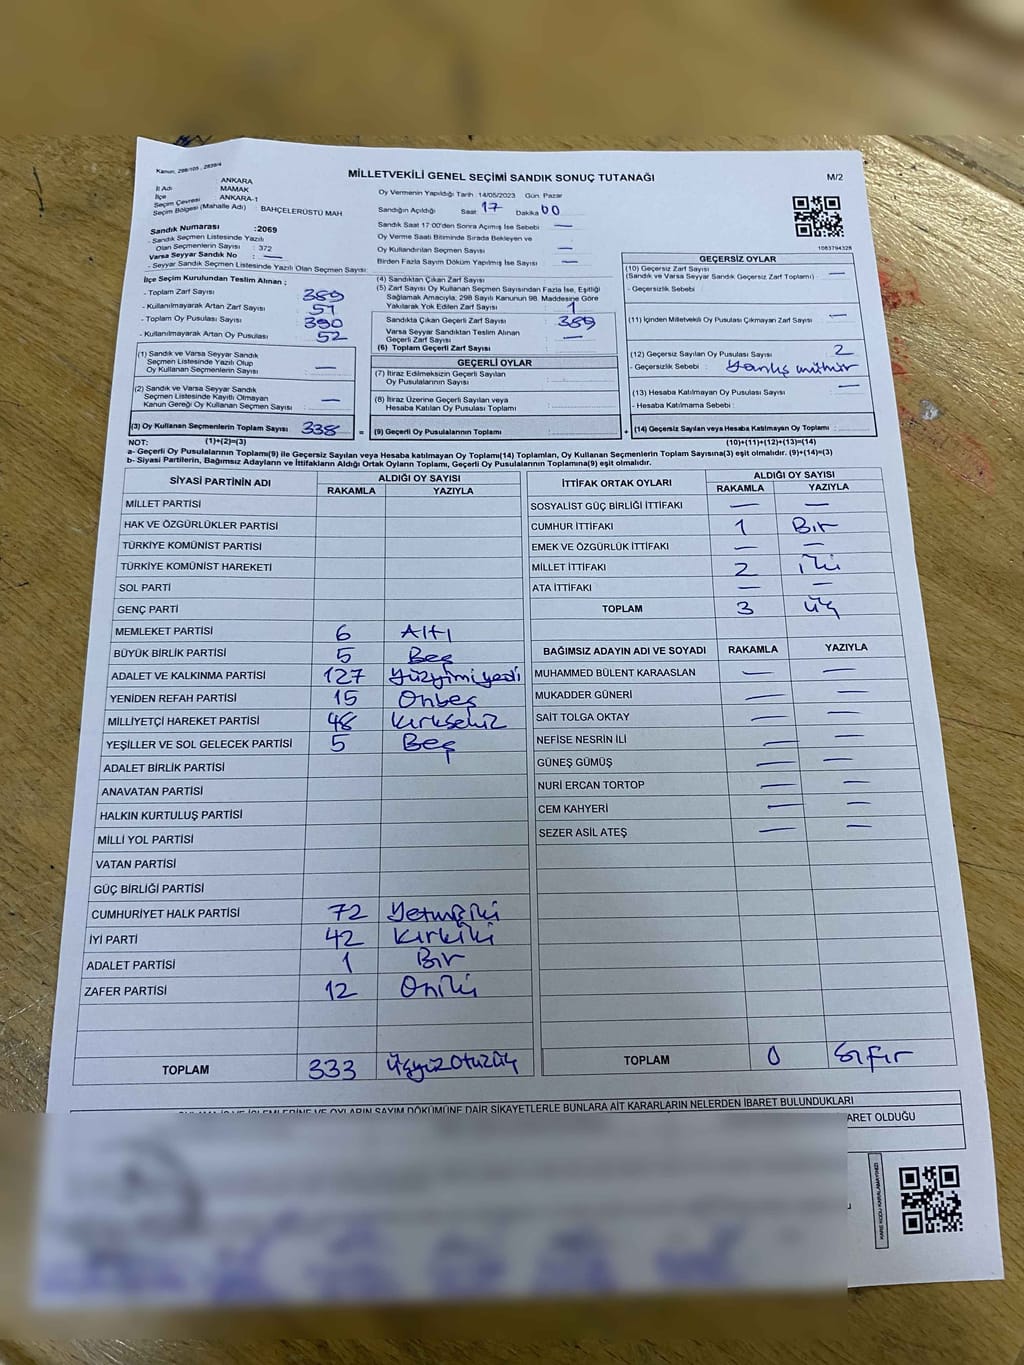 Kanun, 298/105, 2839/4
MİLLETVEKİLİ GENEL SEÇİMİ SANDIK SONUÇ TUTANAĞI
M/2
İl Adı : ANKARA
İlçe : MAMAK
Seçim Çevresi : ANKARA-1
Seçim Bölgesi (Mahalle Adı) : BAHÇELERÜSTÜ MAH
Sandık Numarası :2069
- Sandık Seçmen Listesinde Yazılı
Olan Seçmenlerin Sayısı : 372
Varsa Seyyar Sandık No : —
- Seyyar Sandık Seçmen Listesinde Yazılı Olan Seçmen Sayısı :
Oy Vermenin Yapıldığı Tarih :14/05/2023 Gün: Pazar
Sandığın Açıldığı Saat 17 Dakika 00
Sandık Saat 17:00'den Sonra Açılmış İse Sebebi —
Oy Verme Saati Bitiminde Sırada Bekleyen ve
Oy Kullandırılan Seçmen Sayısı —
Birden Fazla Sayım Döküm Yapılmış İse Sayısı —
1083794328
İlçe Seçim Kurulundan Teslim Alınan ;
- Toplam Zarf Sayısı 389
- Kullanılmayarak Artan Zarf Sayısı 51
- Toplam Oy Pusulası Sayısı 390
- Kullanılmayarak Artan Oy Pusulası 52
(1) Sandık ve Varsa Seyyar Sandık
Seçmen Listesinde Yazılı Olup
Oy Kullanan Seçmenlerin Sayısı : —
(2) Sandık ve Varsa Seyyar Sandık
Seçmen Listesinde Kayıtlı Olmayan
Kanun Gereği Oy Kullanan Seçmen Sayısı : —
(3) Oy Kullanan Seçmenlerin Toplam Sayısı 338 =
(4) Sandıktan Çıkan Zarf Sayısı :
(5) Zarf Sayısı Oy Kullanan Seçmen Sayısından Fazla İse, Eşitliği
Sağlamak Amacıyla; 298 Sayılı Kanunun 98. Maddesine Göre
Yakılarak Yok Edilen Zarf Sayısı : 1
Sandıkta Çıkan Geçerli Zarf Sayısı : 389
Varsa Seyyar Sandıktan Teslim Alınan
Geçerli Zarf Sayısı : —
(6) Toplam Geçerli Zarf Sayısı :
GEÇERLİ OYLAR
(7) İtiraz Edilmeksizin Geçerli Sayılan
Oy Pusulalarının Sayısı :
(8) İtiraz Üzerine Geçerli Sayılan veya
Hesaba Katılan Oy Pusulası Toplamı :
(9) Geçerli Oy Pusulalarının Toplamı : +
GEÇERSİZ OYLAR
(10) Geçersiz Zarf Sayısı
(Sandık ve Varsa Seyyar Sandık Geçersiz Zarf Toplamı) : —
- Geçersizlik Sebebi :
(11) İçinden Milletvekili Oy Pusulası Çıkmayan Zarf Sayısı : —
(12) Geçersiz Sayılan Oy Pusulası Sayısı : 2
- Geçersizlik Sebebi : Yanlış mühür
(13) Hesaba Katılmayan Oy Pusulası Sayısı : —
- Hesaba Katılmama Sebebi :
(14) Geçersiz Sayılan veya Hesaba Katılmayan Oy Toplamı :
NOT: (1)+(2)=(3) (10)+(11)+(12)+(13)=(14)
a- Geçerli Oy Pusulalarının Toplamı(9) ile Geçersiz Sayılan veya Hesaba katılmayan Oy Toplamı(14) Toplamları, Oy Kullanan Seçmenlerin Toplam Sayısına(3) eşit olmalıdır. (9)+(14)=(3)
b- Siyasi Partilerin, Bağımsız Adayların ve İttifakların Aldığı Ortak Oyların Toplamı, Geçerli Oy Pusulalarının Toplamına(9) eşit olmalıdır.
SİYASİ PARTİNİN ADI ALDIĞI OY SAYISI
RAKAMLA YAZIYLA
MİLLET PARTİSİ
HAK VE ÖZGÜRLÜKLER PARTİSİ
TÜRKİYE KOMÜNİST PARTİSİ
TÜRKİYE KOMÜNİST HAREKETİ
SOL PARTİ
GENÇ PARTİ
MEMLEKET PARTİSİ 6 Altı
BÜYÜK BİRLİK PARTİSİ 5 Beş
ADALET VE KALKINMA PARTİSİ 127 Yüzyimiyedi
YENİDEN REFAH PARTİSİ 15 Onbeş
MİLLİYETÇİ HAREKET PARTİSİ 48 Kırksekiz
YEŞİLLER VE SOL GELECEK PARTİSİ 5 Beş
ADALET BİRLİK PARTİSİ
ANAVATAN PARTİSİ
HALKIN KURTULUŞ PARTİSİ
MİLLİ YOL PARTİSİ
VATAN PARTİSİ
GÜÇ BİRLİĞİ PARTİSİ
CUMHURİYET HALK PARTİSİ 72 Yetmişiki
İYİ PARTİ 42 Kırkiki
ADALET PARTİSİ 1 Bir
ZAFER PARTİSİ 12 Oniki
TOPLAM 333 Üçyüzotuzüç
İTTİFAK ORTAK OYLARI ALDIĞI OY SAYISI
RAKAMLA YAZIYLA
SOSYALİST GÜÇ BİRLİĞİ İTTİFAKI — —
CUMHUR İTTİFAKI 1 Bir
EMEK VE ÖZGÜRLÜK İTTİFAKI — —
MİLLET İTTİFAKI 2 iki
ATA İTTİFAKI — —
TOPLAM 3 Üç
BAĞIMSIZ ADAYIN ADI VE SOYADI RAKAMLA YAZIYLA
MUHAMMED BÜLENT KARAASLAN — —
MUKADDER GÜNERİ — —
SAİT TOLGA OKTAY — —
NEFİSE NESRİN İLİ — —
GÜNEŞ GÜMÜŞ — —
NURİ ERCAN TORTOP — —
CEM KAHYERİ — —
SEZER ASİL ATEŞ — —
TOPLAM 0 Sıfır
İŞLEMLERİNE VE OYLARIN SAYIM DÖKÜMÜNE DAİR ŞİKAYETLERLE BUNLARA AİT KARARLARIN NELERDEN İBARET BULUNDUKLARI
ARET OLDUĞU
KARE KODU KARALAMAYINIZ!